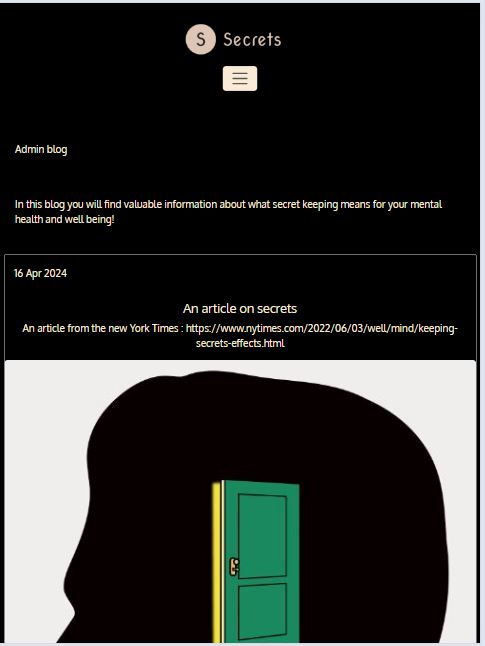 S Secrets
Admin blog
In this blog you will find valuable information about what secret keeping means for your mental
health and well being!
16 Apr 2024
An article on secrets
An article from the new York Times : https://www.nytimes.com/2022/06/03/well/mind/keeping-
secrets-effects.html